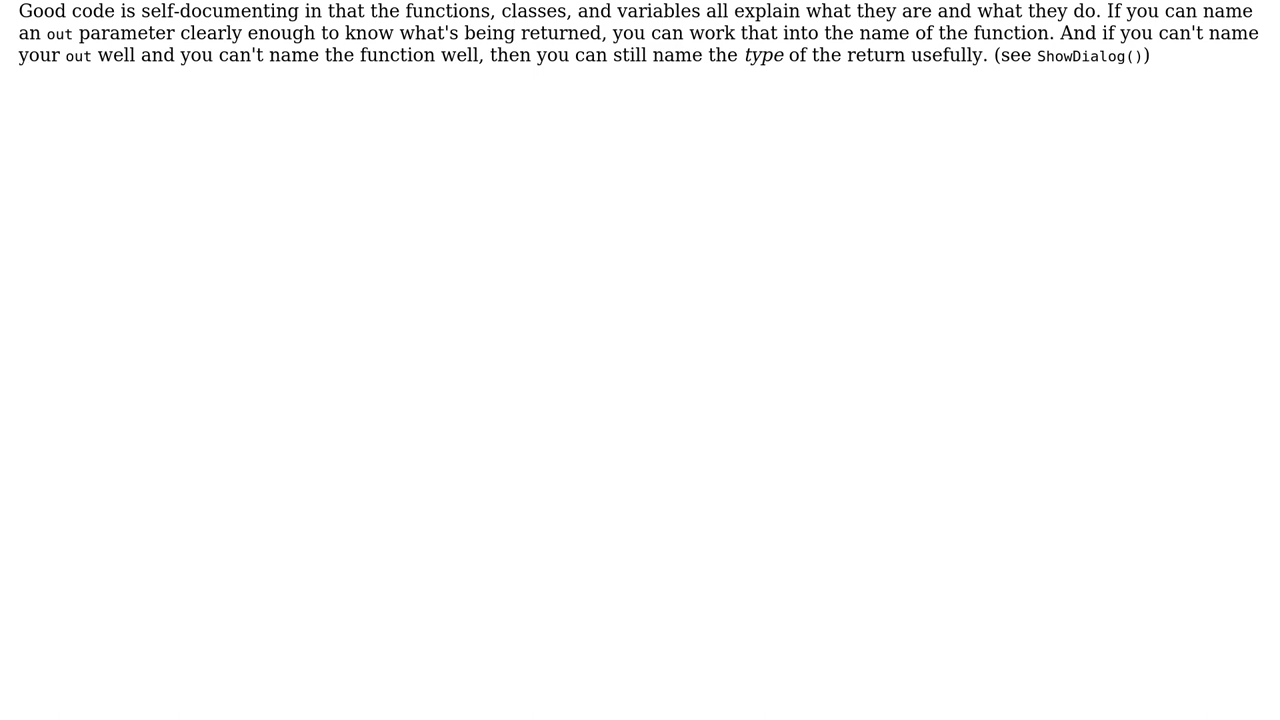 Good code is self-documenting in that the functions, classes, and variables all explain what they are and what they do. If you can name
an out parameter clearly enough to know what's being returned, you can work that into the name of the function. And if you can't name
your out well and you can't name the function well, then you can still name the type of the return usefully. (see ShowDialog())